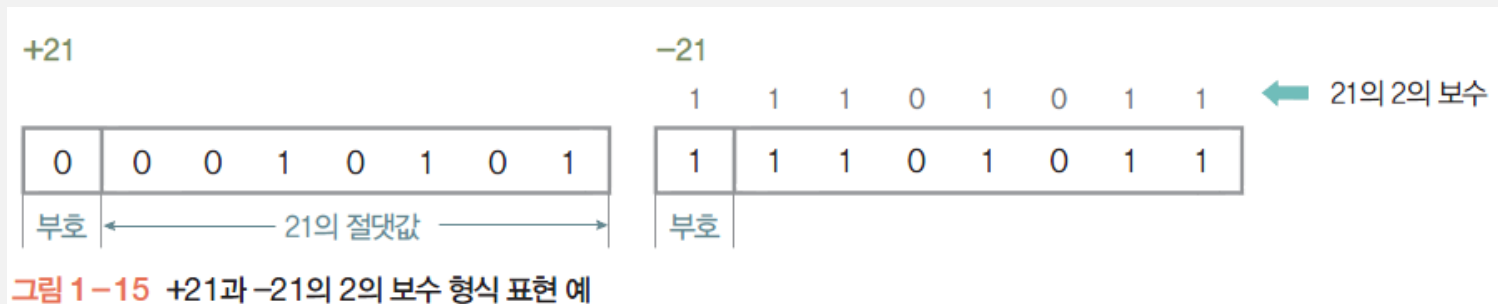 +21
0 0 0 1 0 1 0 1
부호 21의 절댓값
−21
1 1 1 0 1 0 1 1 21의 2의 보수
1 1 1 0 1 0 1 1
부호
그림 1−15 +21과 −21의 2의 보수 형식 표현 예